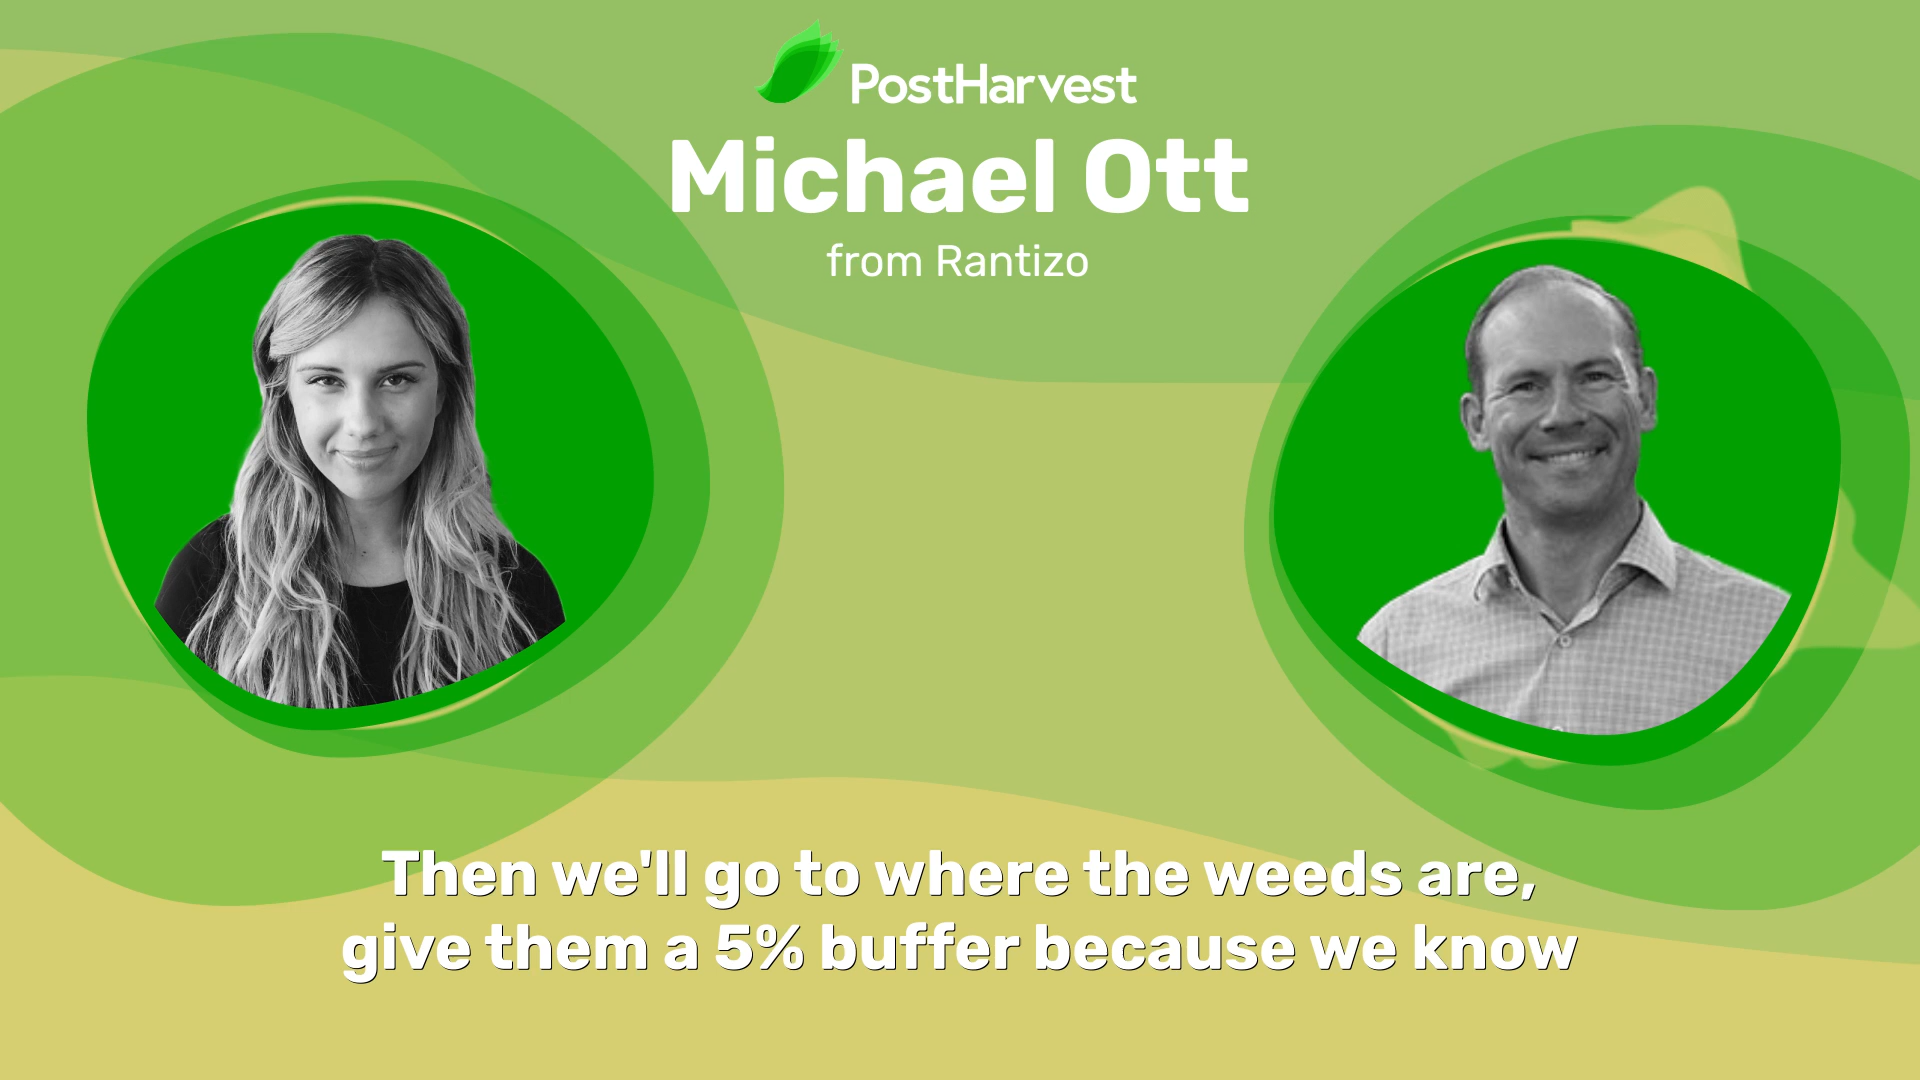 PostHarvest
Michael Ott
from Rantizo
Then we'll go to where the weeds are,
give them a 5% buffer because we know